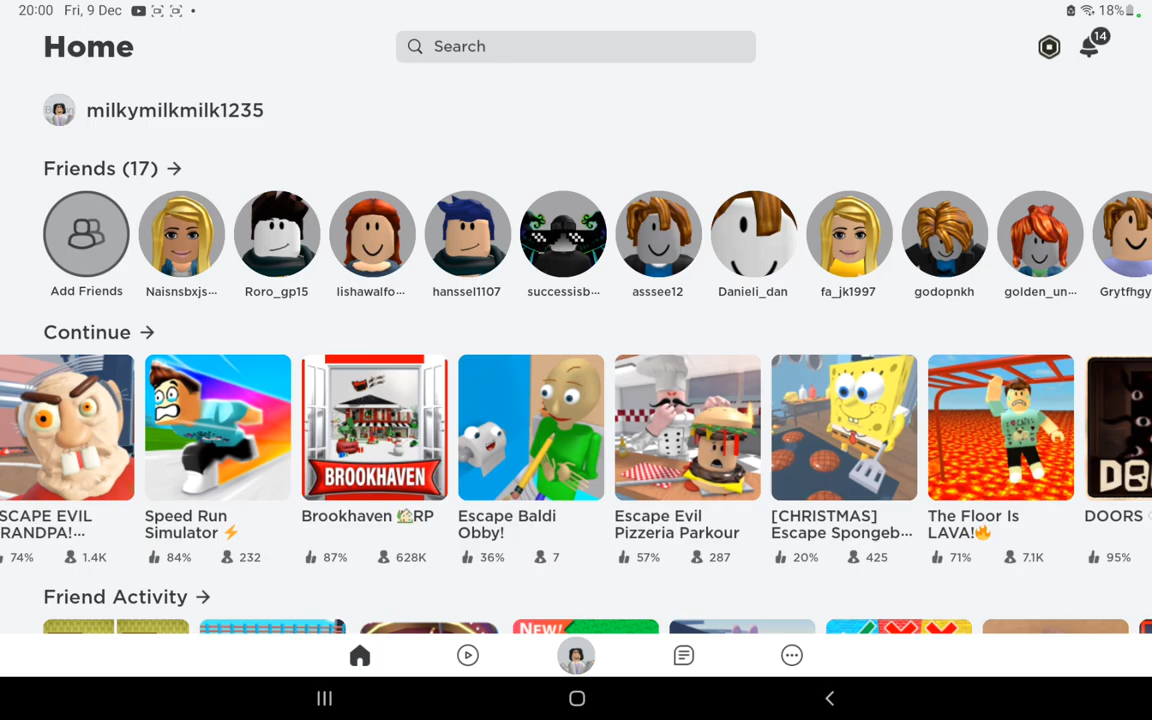 20:00 Fri, 9 Dec
18%
Home
Search
14
milkymilkmilk1235
Friends (17) →
Add Friends
Naisnsbxjs...
Roro_gp15
lishawalfo...
hanssel1107
successisb...
asssee12
Danieli_dan
fa_jk1997
godopnkh
golden_un...
Grytfhgy
Continue →
BROOKHAVEN
SCAPE EVIL
RANDPA!...
74% 1.4K
Speed Run
Simulator ⚡
84% 232
Brookhaven 🏡RP
87% 628K
Escape Baldi
Obby!
36% 7
Escape Evil
Pizzeria Parkour
57% 287
[CHRISTMAS]
Escape Spongeb...
20% 425
The Floor Is
LAVA!🔥
71% 7.1K
DOORS
95%
Friend Activity →
NEW!